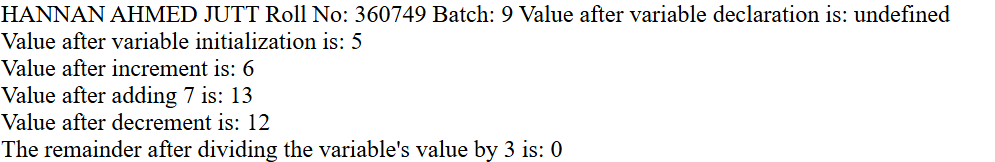 HANNAN AHMED JUTT Roll No: 360749 Batch: 9 Value after variable declaration is: undefined
Value after variable initialization is: 5
Value after increment is: 6
Value after adding 7 is: 13
Value after decrement is: 12
The remainder after dividing the variable's value by 3 is: 0